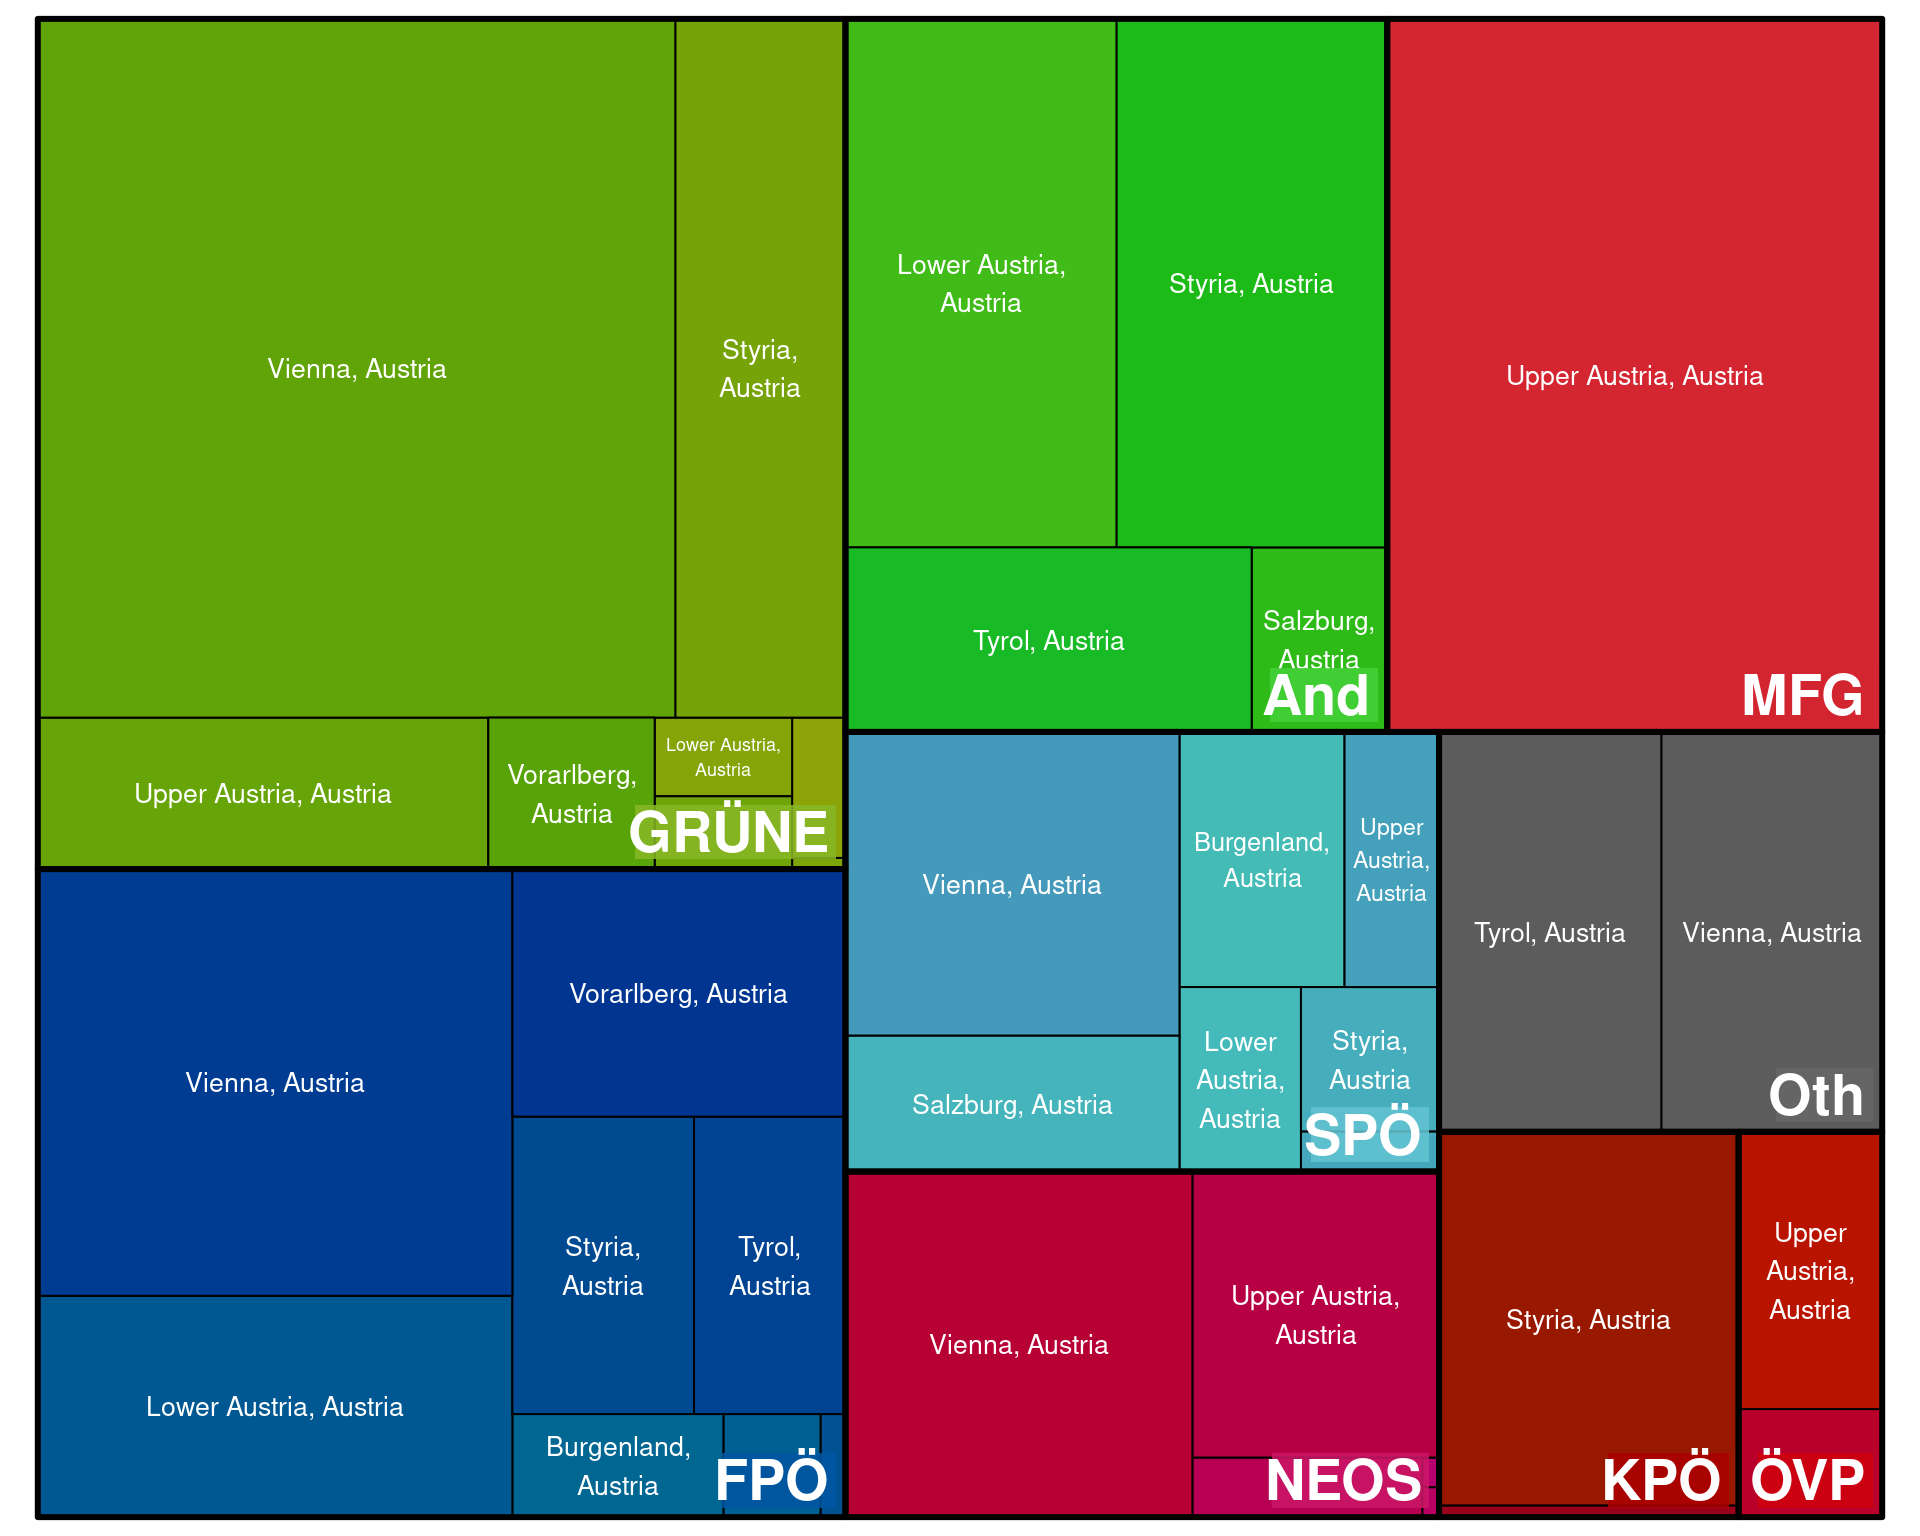 Vienna, Austria
Styria,
Austria
Upper Austria, Austria
Vorarlberg,
Austria
Lower Austria,
Austria
GRÜNE
Lower Austria,
Austria
Styria, Austria
Tyrol, Austria
Salzburg,
Austria
And
Upper Austria, Austria
MFG
Vienna, Austria
Vorarlberg, Austria
Styria,
Austria
Tyrol,
Austria
Lower Austria, Austria
Burgenland,
Austria
FPÖ
Vienna, Austria
Burgenland,
Austria
Upper
Austria,
Austria
Salzburg, Austria
Lower
Austria,
Austria
Styria,
Austria
SPÖ
Tyrol, Austria
Vienna, Austria
Oth
Vienna, Austria
Upper Austria,
Austria
NEOS
Styria, Austria
KPÖ
Upper
Austria,
Austria
ÖVP